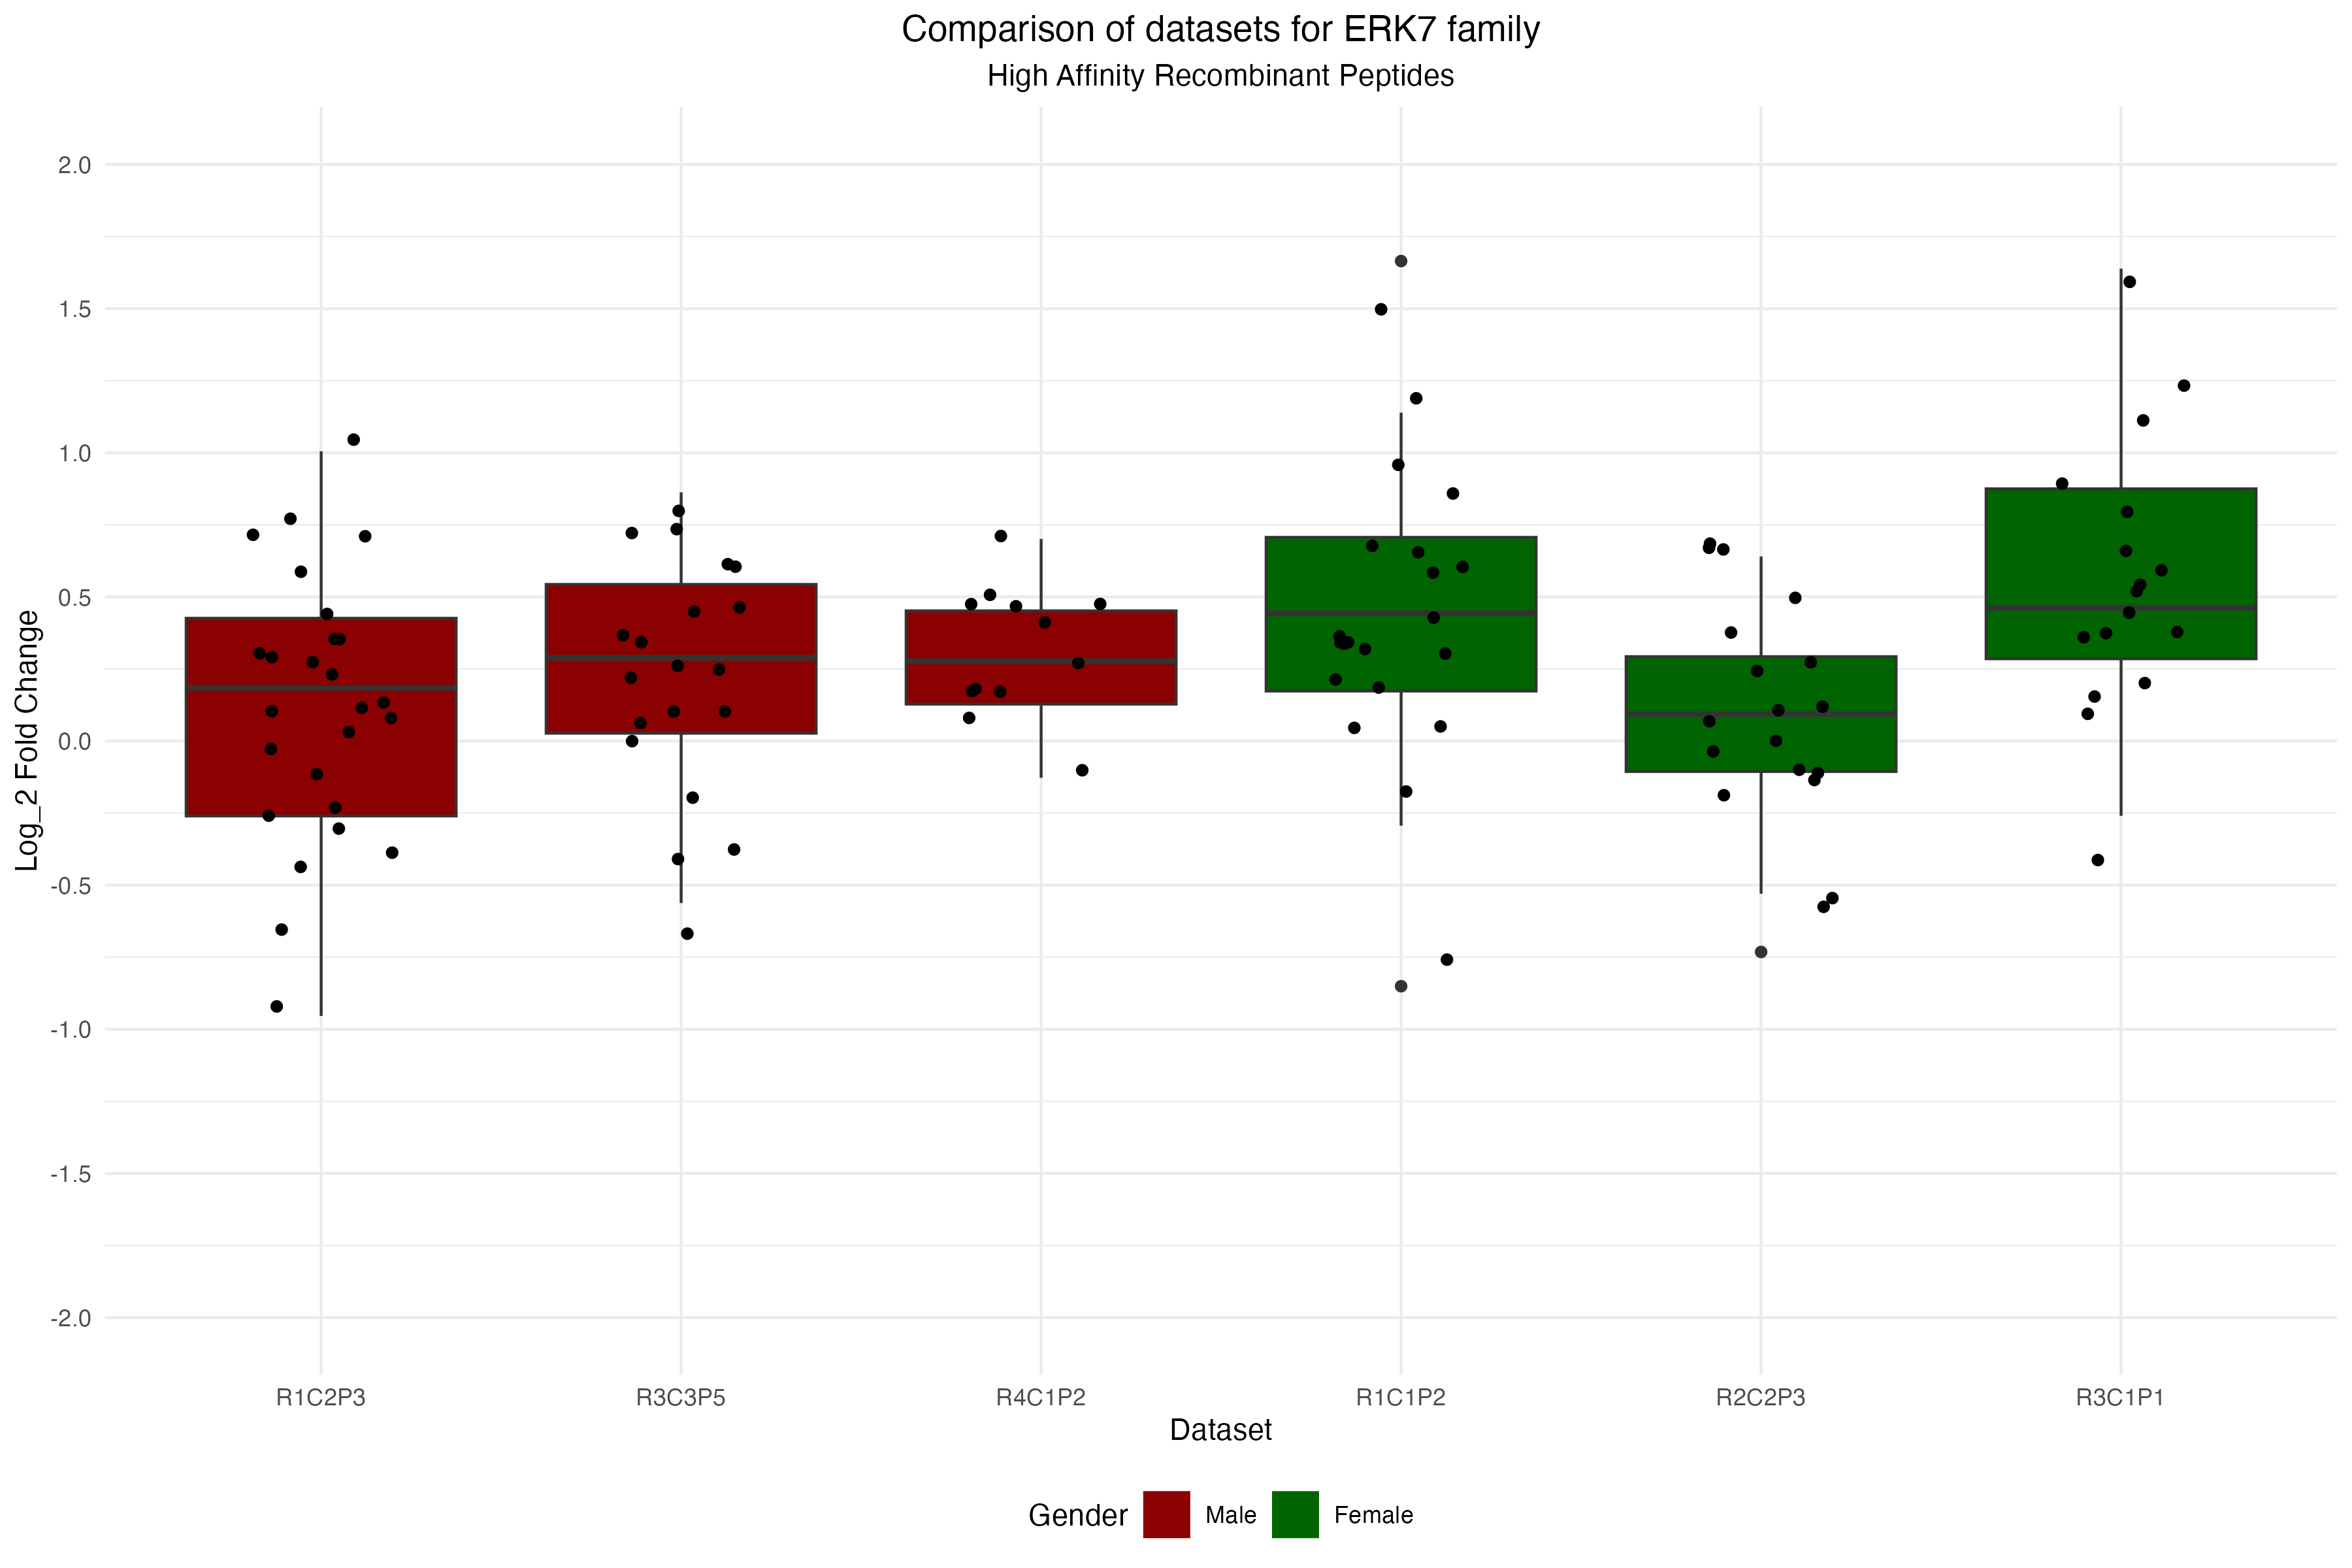 Comparison of datasets for ERK7 family
High Affinity Recombinant Peptides
Log_2 Fold Change
2.0
1.5
1.0
0.5
0.0
-0.5
-1.0
-1.5
-2.0
R1C2P3 R3C3P5 R4C1P2 R1C1P2 R2C2P3 R3C1P1
Dataset
Gender Male Female